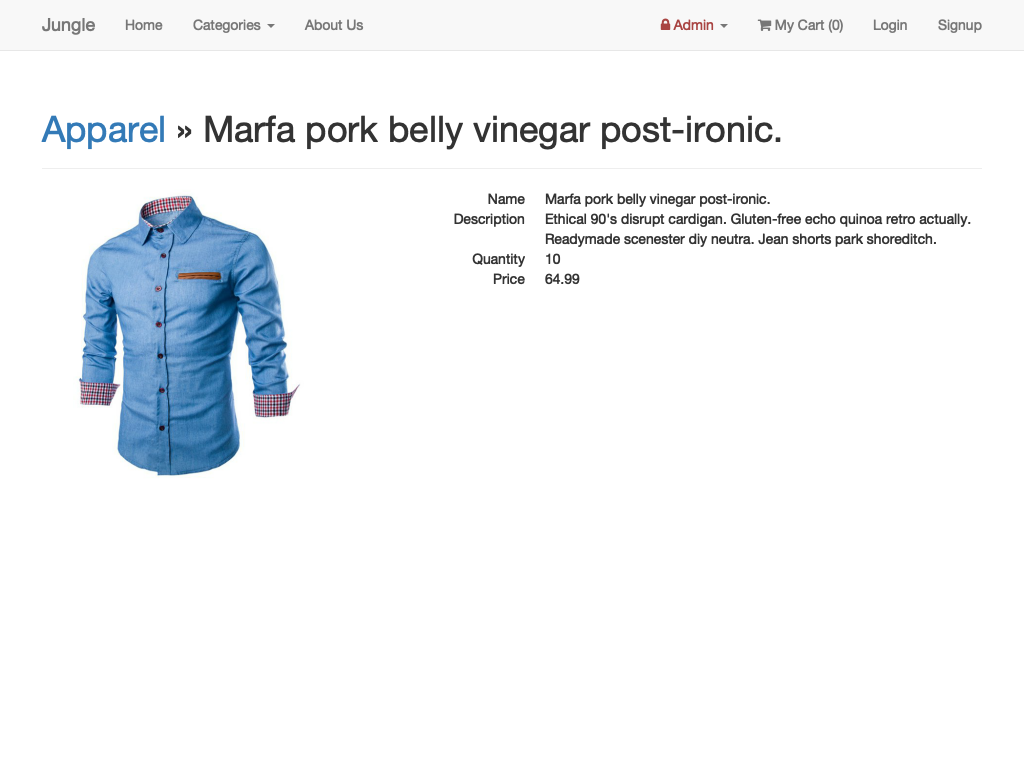 Jungle Home Categories About Us Admin My Cart (0) Login Signup
Apparel » Marfa pork belly vinegar post-ironic.
Name Marfa pork belly vinegar post-ironic.
Description Ethical 90's disrupt cardigan. Gluten-free echo quinoa retro actually.
Readymade scenester diy neutra. Jean shorts park shoreditch.
Quantity 10
Price 64.99